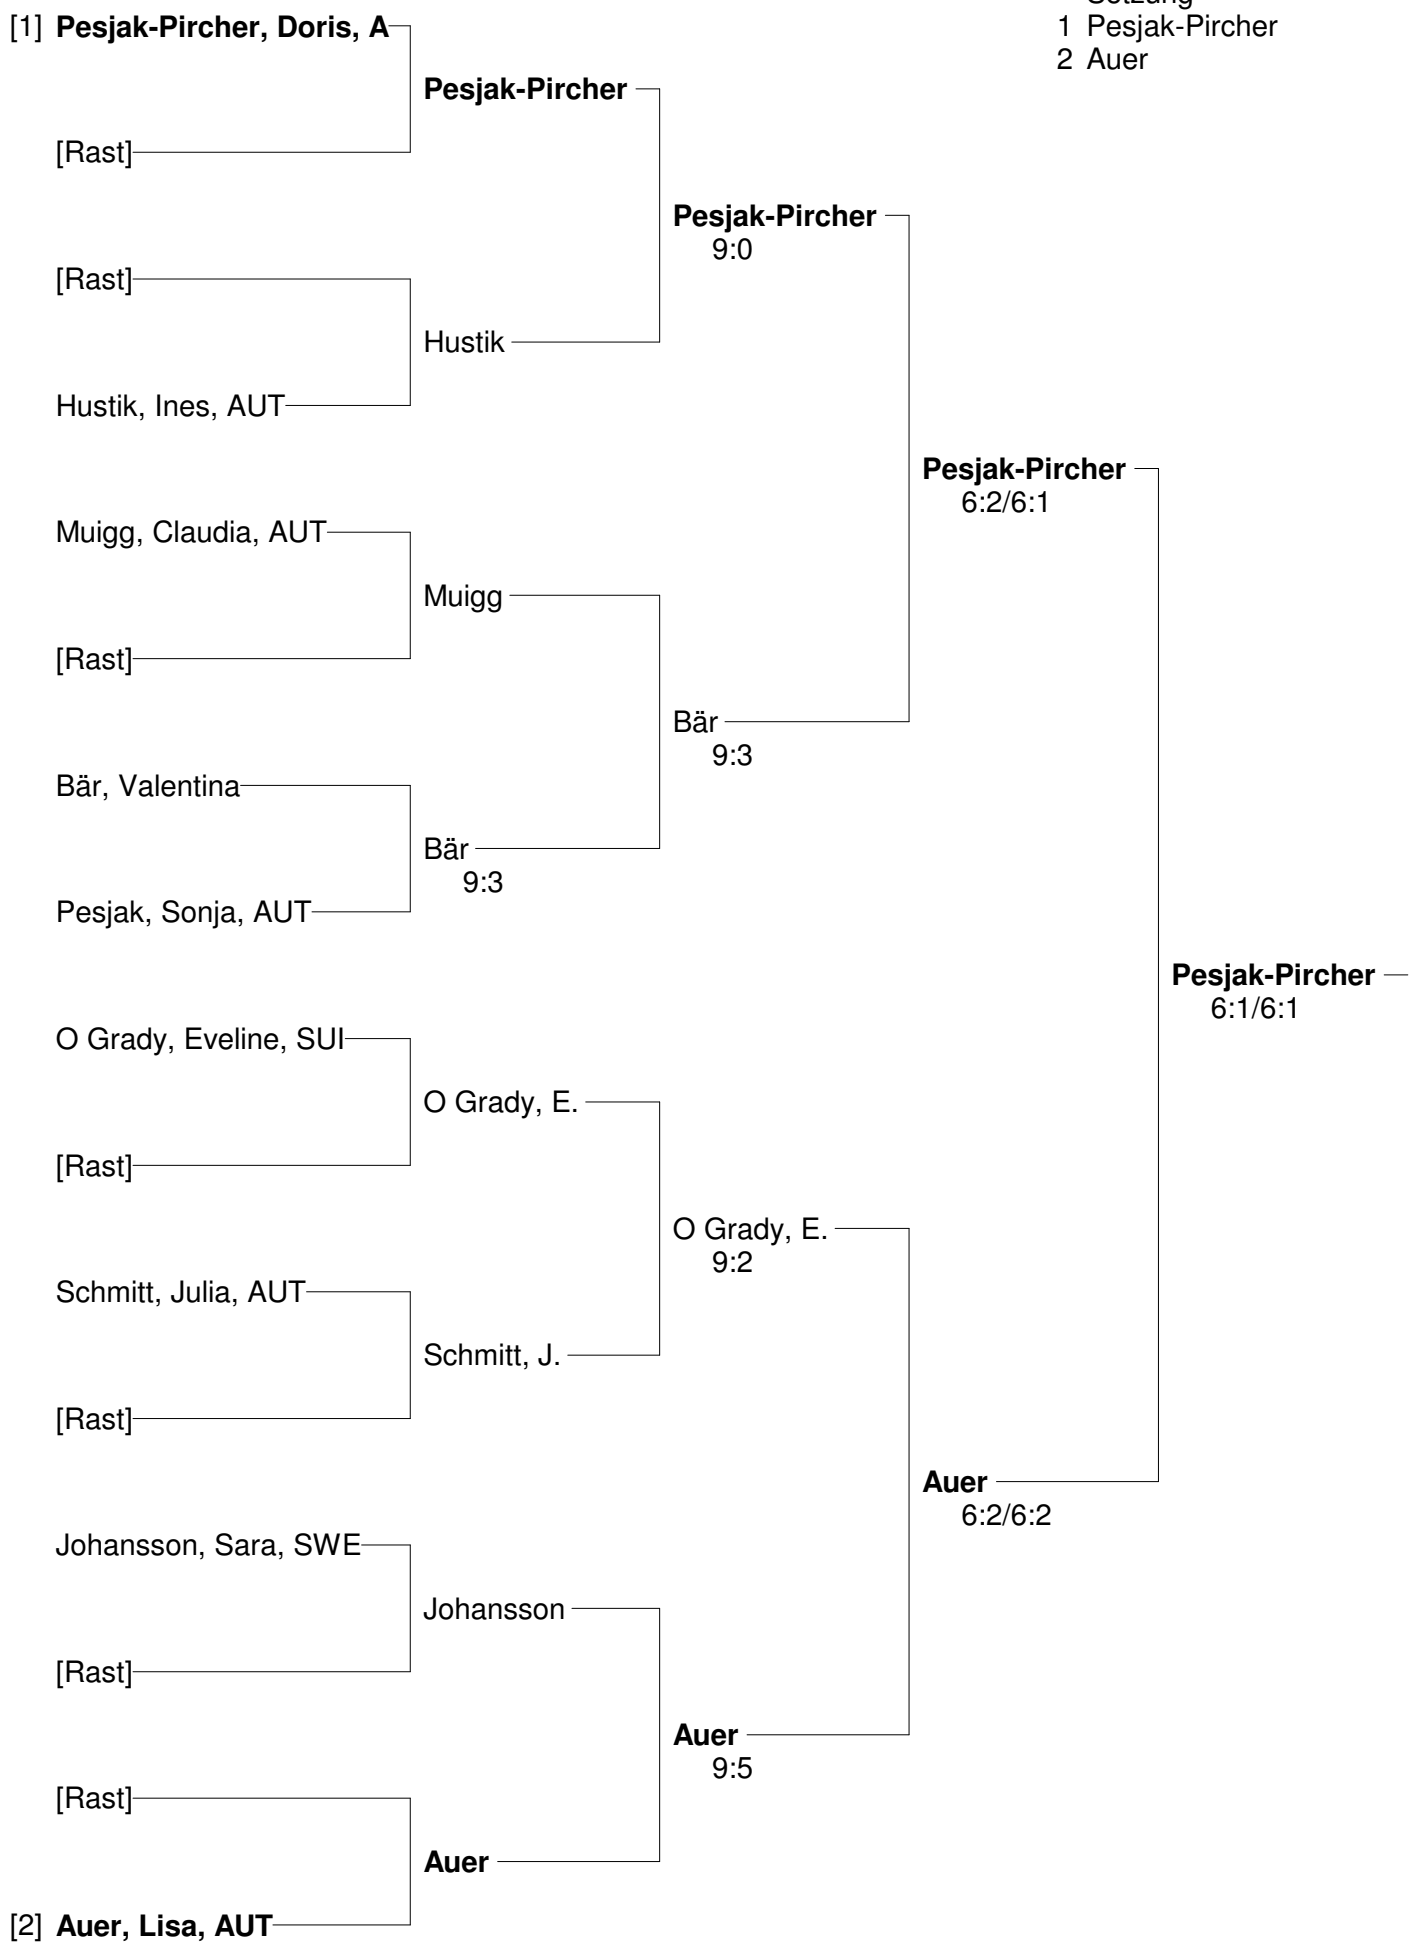 Setzung
1 Pesjak-Pircher
2 Auer
[1] Pesjak-Pircher, Doris, A
Pesjak-Pircher
[Rast]
Pesjak-Pircher
9:0
[Rast]
Hustik
Hustik, Ines, AUT
Pesjak-Pircher
6:2/6:1
Muigg, Claudia, AUT
Muigg
[Rast]
Bär
9:3
Bär, Valentina
Bär
9:3
Pesjak, Sonja, AUT
Pesjak-Pircher
6:1/6:1
O Grady, Eveline, SUI
O Grady, E.
[Rast]
O Grady, E.
9:2
Schmitt, Julia, AUT
Schmitt, J.
[Rast]
Auer
6:2/6:2
Johansson, Sara, SWE
Johansson
[Rast]
Auer
9:5
[Rast]
Auer
[2] Auer, Lisa, AUT